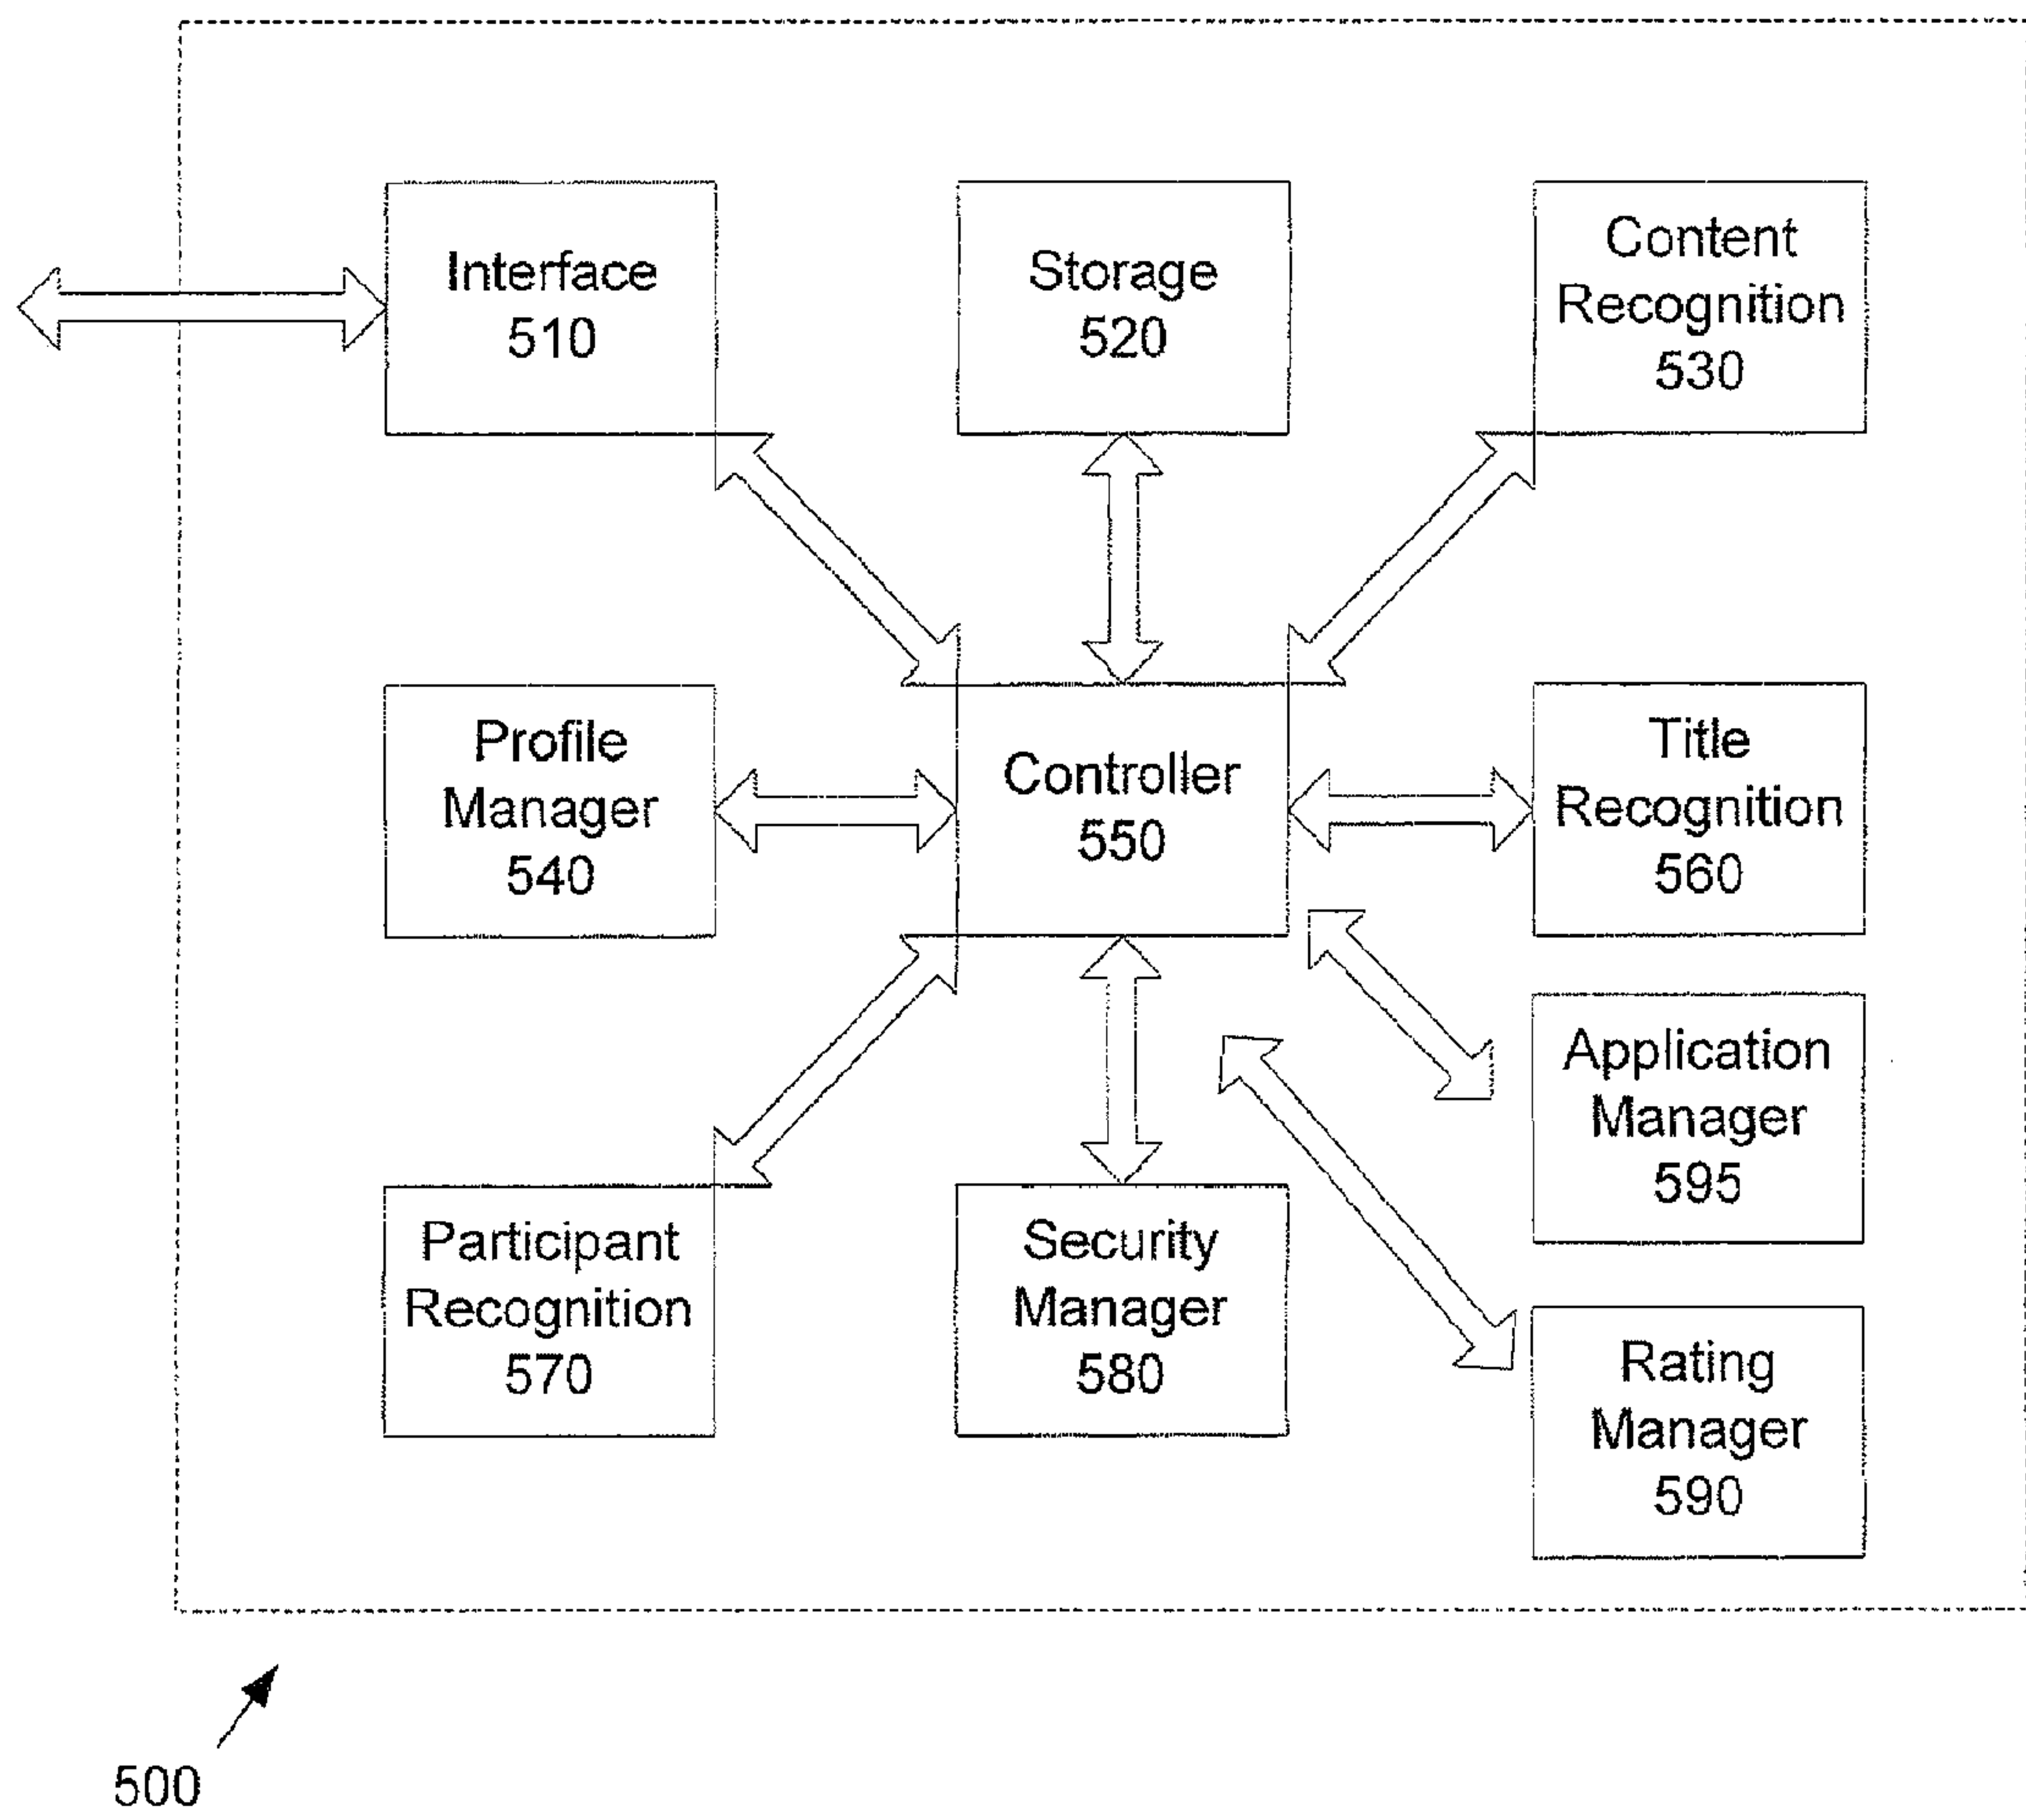 Interface
510
Storage
520
Content
Recognition
530
Profile
Manager
540
Controller
550
Title
Recognition
560
Application
Manager
595
Participant
Recognition
570
Security
Manager
580
Rating
Manager
590
500